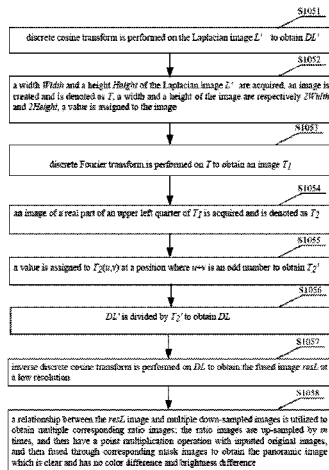 S1051
discrete cosine transform is performed on the Laplacian image L' to obtain DL'
S1052
a width Width and a height Height of the Laplacian image L' are acquired, an image is
created and is denoted as T, a width and a height of the image are respectively 2Width
and 2Height, a value is assigned to the image
S1053
discrete Fourier transform is performed on T to obtain an image T1
S1054
an image of a real part of an upper left quarter of T1 is acquired and is denoted as T2
S1055
a value is assigned to T2(u,v) at a position where u+v is an odd number to obtain T2'
S1056
DL' is divided by T2' to obtain DL
S1057
inverse discrete cosine transform is performed on DL to obtain the fused image resL at
a low resolution
S1058
a relationship between the resL image and multiple down-sampled images is utilized to
obtain multiple corresponding ratio images; the ratio images are up-sampled by m
times, and then have a point multiplication operation with inputted original images,
and then fused through corresponding mask images to obtain the panoramic image
which is clear and has no color difference and brightness difference